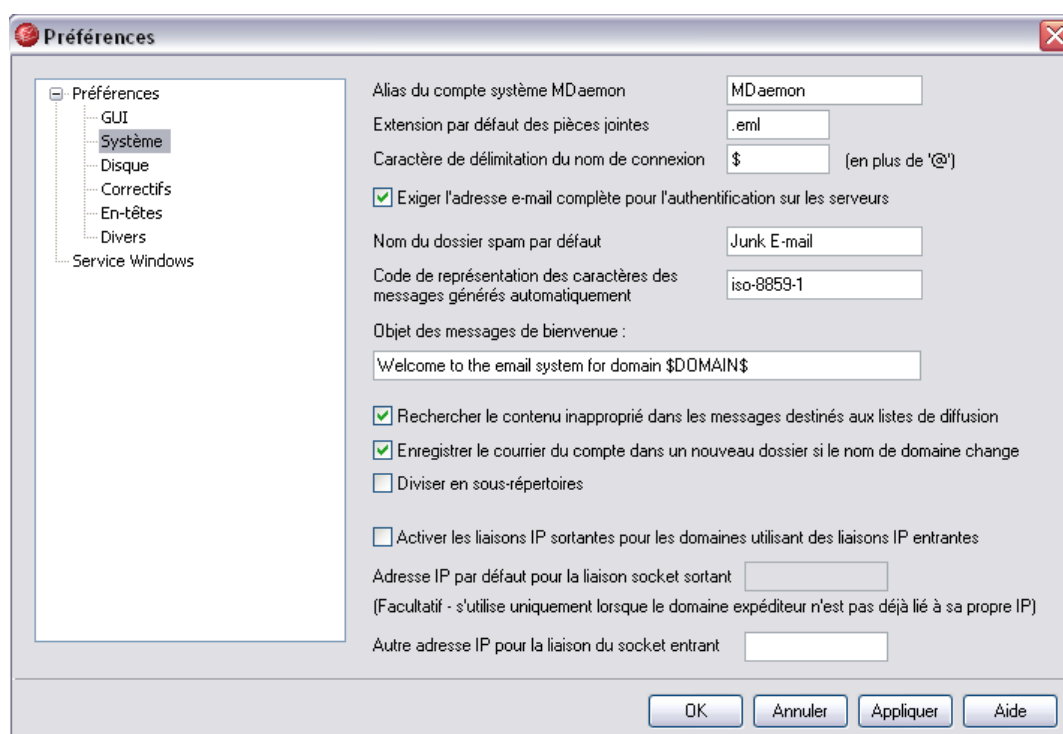 Préférences
Préférences
GUI
Système
Disque
Correctifs
En-têtes
Divers
Service Windows
Alias du compte système MDaemon MDaemon
Extension par défaut des pièces jointes .eml
Caractère de délimitation du nom de connexion $ (en plus de '@')
Exiger l'adresse e-mail complète pour l'authentification sur les serveurs
Nom du dossier spam par défaut Junk E-mail
Code de représentation des caractères des
messages générés automatiquement iso-8859-1
Objet des messages de bienvenue :
Welcome to the email system for domain $DOMAIN$
Rechercher le contenu inapproprié dans les messages destinés aux listes de diffusion
Enregistrer le courrier du compte dans un nouveau dossier si le nom de domaine change
Diviser en sous-répertoires
Activer les liaisons IP sortantes pour les domaines utilisant des liaisons IP entrantes
Adresse IP par défaut pour la liaison socket sortant
(Facultatif - s'utilise uniquement lorsque le domaine expéditeur n'est pas déjà lié à sa propre IP)
Autre adresse IP pour la liaison du socket entrant
OK Annuler Appliquer Aide